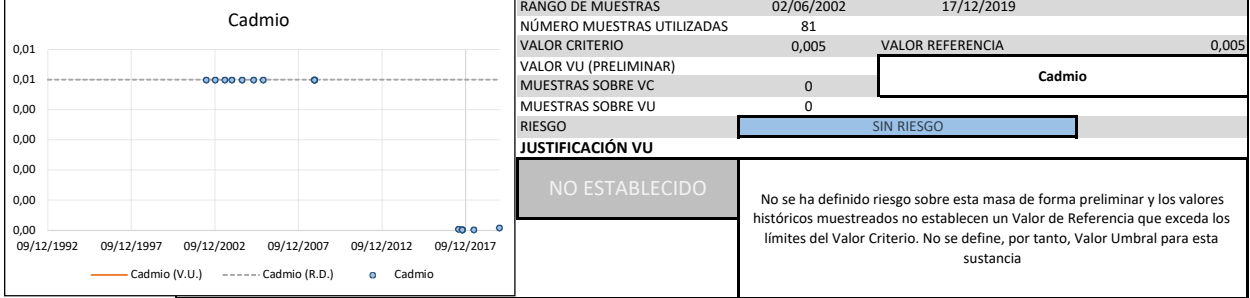 Cadmio
0,01
0,01
0,00
0,00
0,00
0,00
0,00
09/12/1992 09/12/1997 09/12/2002 09/12/2007 09/12/2012 09/12/2017
Cadmio (V.U.) Cadmio (R.D.) Cadmio
RANGO DE MUESTRAS 02/06/2002 17/12/2019
NÚMERO MUESTRAS UTILIZADAS 81
VALOR CRITERIO 0,005 VALOR REFERENCIA 0,005
VALOR VU (PRELIMINAR)
Cadmio
MUESTRAS SOBRE VC 0
MUESTRAS SOBRE VU 0
RIESGO SIN RIESGO
JUSTIFICACIÓN VU
NO ESTABLECIDO
No se ha definido riesgo sobre esta masa de forma preliminar y los valores
históricos muestreados no establecen un Valor de Referencia que exceda los
límites del Valor Criterio. No se define, por tanto, Valor Umbral para esta
sustancia